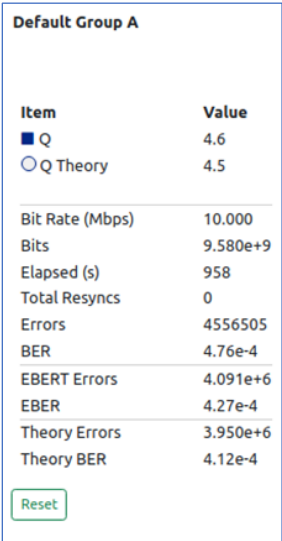 Default Group A
Item Value
Q 4.6
Q Theory 4.5
Bit Rate (Mbps) 10.000
Bits 9.580e+9
Elapsed (s) 958
Total Resyncs 0
Errors 4556505
BER 4.76e-4
EBERT Errors 4.091e+6
EBER 4.27e-4
Theory Errors 3.950e+6
Theory BER 4.12e-4
Reset